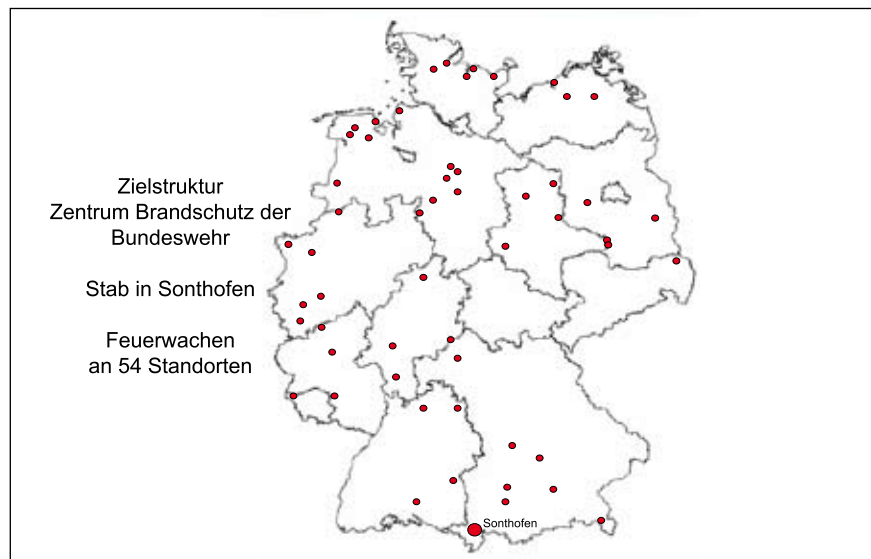 Zielstruktur
Zentrum Brandschutz der
Bundeswehr
Stab in Sonthofen
Feuerwachen
an 54 Standorten
Sonthofen